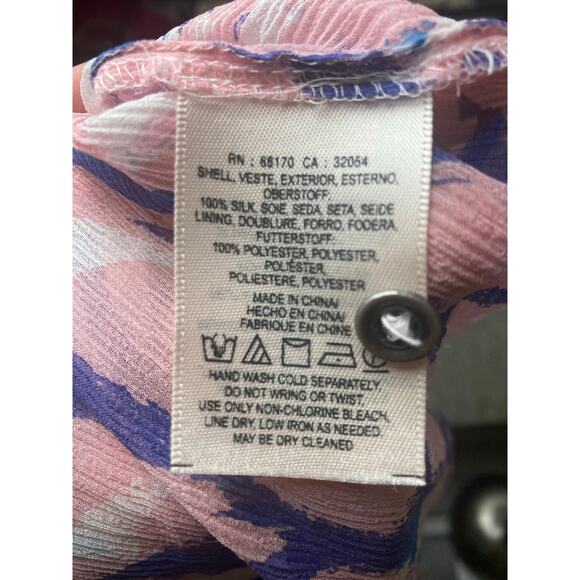 RN : 86170 CA : 32054
SHELL, VESTE, EXTERIOR, ESTERNO,
OBERSTOFF:
100% SILK, SOIE, SEDA, SETA, SEIDE
LINING, DOUBLURE, FORRO, FODERA,
FUTTERSTOFF:
100% POLYESTER, POLYESTER,
POLIÉSTER,
POLIESTERE, POLYESTER
MADE IN CHINA/
HECHO EN CHINA/
FABRIQUE EN CHINE
HAND WASH COLD SEPARATELY.
DO NOT WRING OR TWIST.
USE ONLY NON-CHLORINE BLEACH.
LINE DRY, LOW IRON AS NEEDED.
MAY BE DRY CLEANED